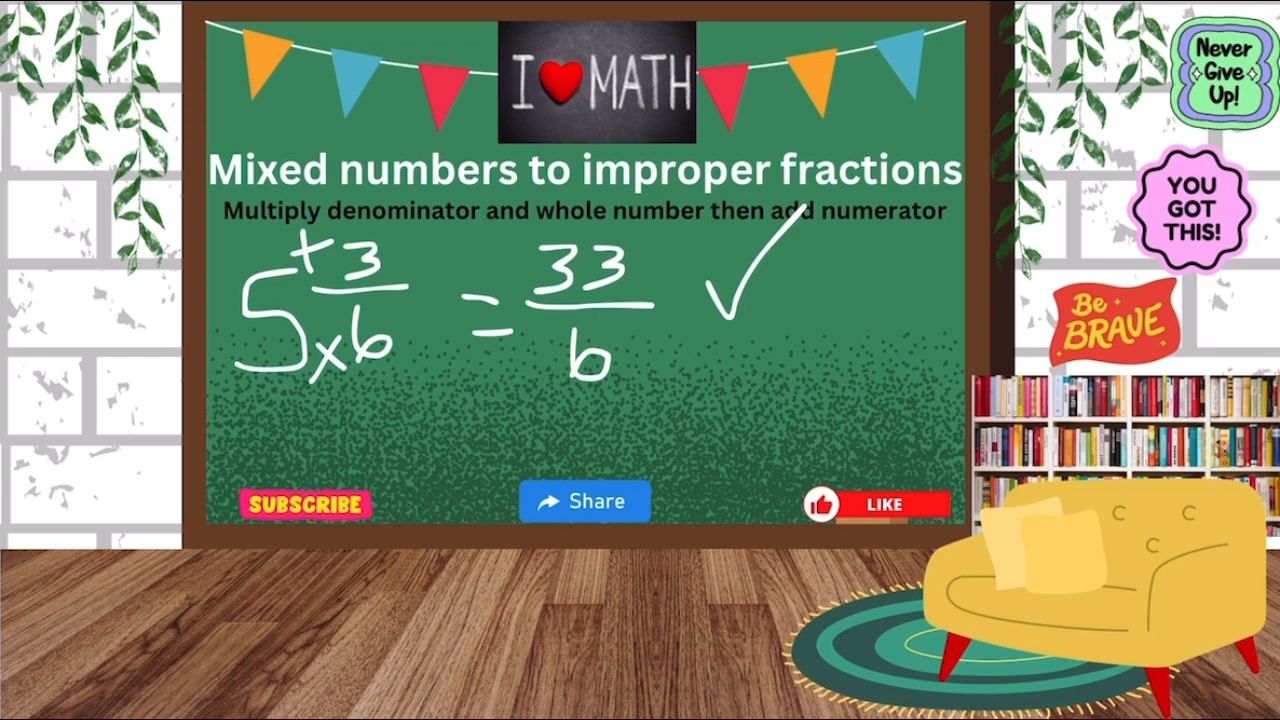 I ❤ MATH
Never
Give
Up!
YOU
GOT
THIS!
Be
BRAVE
Mixed numbers to improper fractions
Multiply denominator and whole number then add numerator
5 +3/×6 = 33/6 ✓
SUBSCRIBE
Share
LIKE